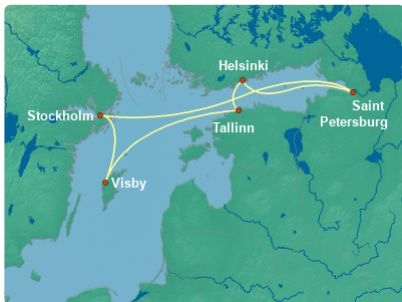 Helsinki
Stockholm
Saint
Petersburg
Tallinn
Visby